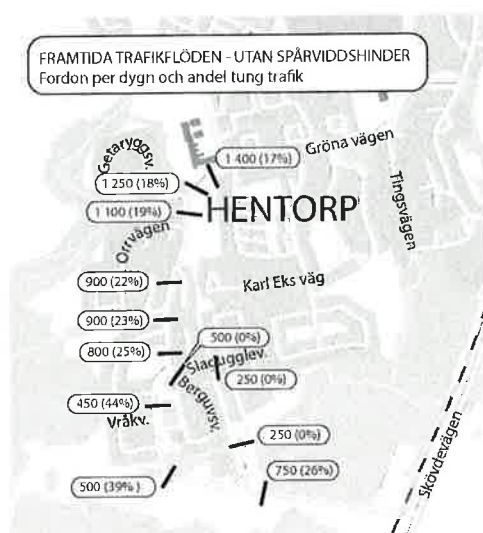 FRAMTIDA TRAFIKFLÖDEN - UTAN SPÅRVIDDSHINDER
Fordon per dygn och andel tung trafik
Getaryggsv.
1 400 (17%)
Gröna vägen
1 250 (18%)
Tingsvägen
1 100 (19%)
HENTORP
Orrvägen
900 (22%)
Karl Eks väg
900 (23%)
500 (0%)
800 (25%)
Slagugglev.
250 (0%)
Berguvsv.
450 (44%)
Vråkv.
250 (0%)
750 (26%)
500 (39%)
Skövdevägen